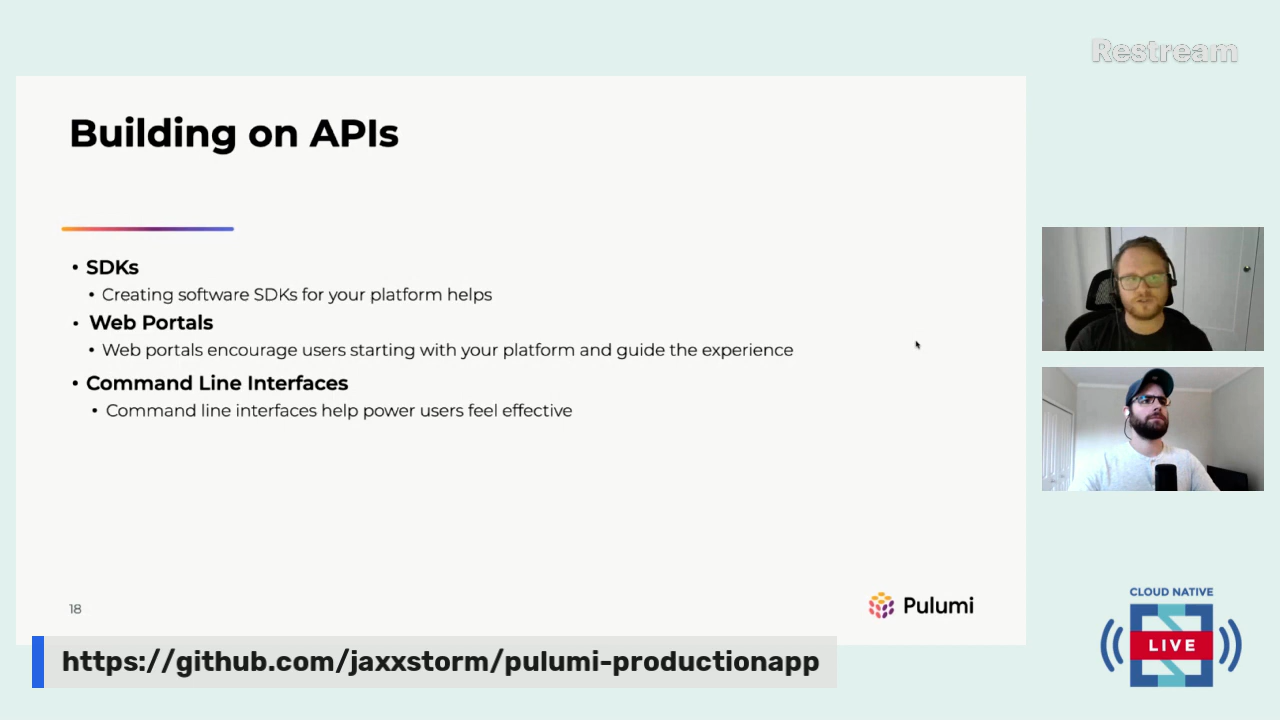 Restream
Building on APIs
• SDKs
• Creating software SDKs for your platform helps
• Web Portals
• Web portals encourage users starting with your platform and guide the experience
• Command Line Interfaces
• Command line interfaces help power users feel effective
18
Pulumi
https://github.com/jaxxstorm/pulumi-productionapp
CLOUD NATIVE
LIVE